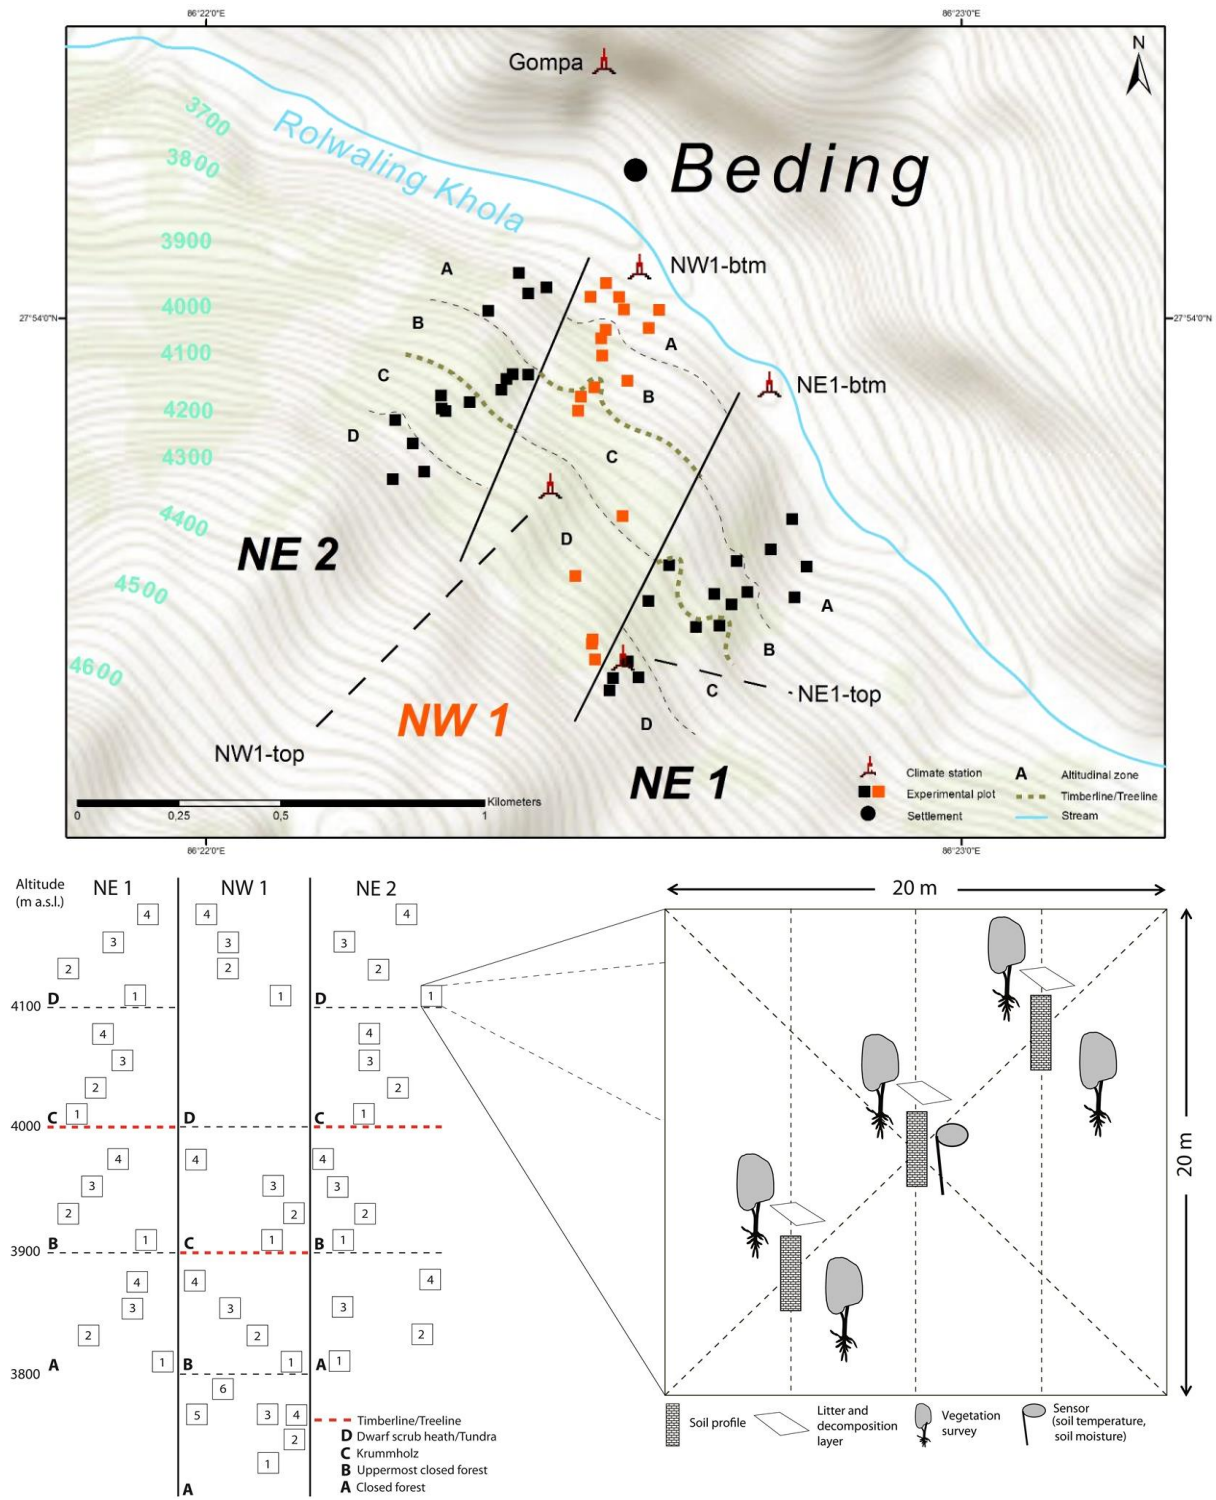 86°22'0"E
86°23'0"E
Gompa
N
3700
Rolwaling Khola
Beding
3800
3900
A
NW1-btm
4000
27°54'0"N
27°54'0"N
B
A
4100
C
NE1-btm
4200
B
D
4300
C
4400
D
NE 2
4500
A
B
4600
C
NE1-top
NW 1
D
NW1-top
NE 1
Climate station
A Altitudinal zone
Experimental plot
Timberline/Treeline
Settlement
Stream
Kilometers
0 0,25 0,5 1
86°22'0"E
86°23'0"E
Altitude
(m a.s.l.)
NE 1 NW 1 NE 2
4 4 4
3 3 3
2 2 2
1 1 1
4100 D D
4 4
3 3
2 2
1 1
4000 C D C
4 4 4
3 3 3
2 2 2
1 1 1
3900 B C B
4 4 4
3 3 3
2 2 2
1 1 1
3800 A B A
6
5 3 4
2
1
A
Timberline/Treeline
D Dwarf scrub heath/Tundra
C Krummholz
B Uppermost closed forest
A Closed forest
20 m
20 m
Soil profile
Litter and
decomposition
layer
Vegetation
survey
Sensor
(soil temperature,
soil moisture)